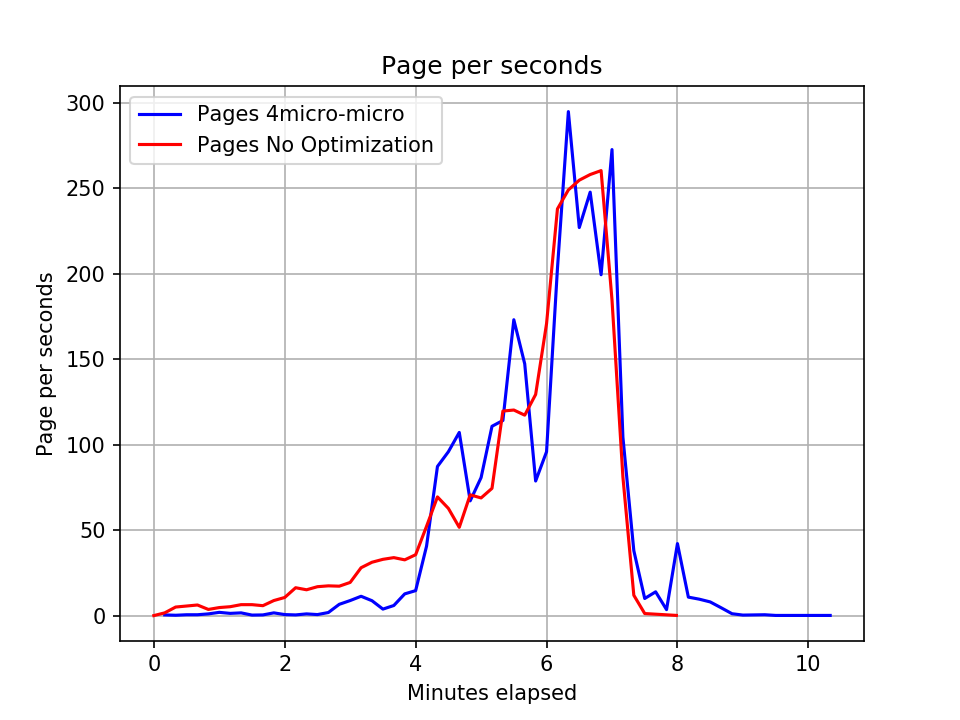 Page per seconds
300
Pages 4micro-micro
Pages No Optimization
250
200
150
100
50
0
Page per seconds
0 2 4 6 8 10
Minutes elapsed